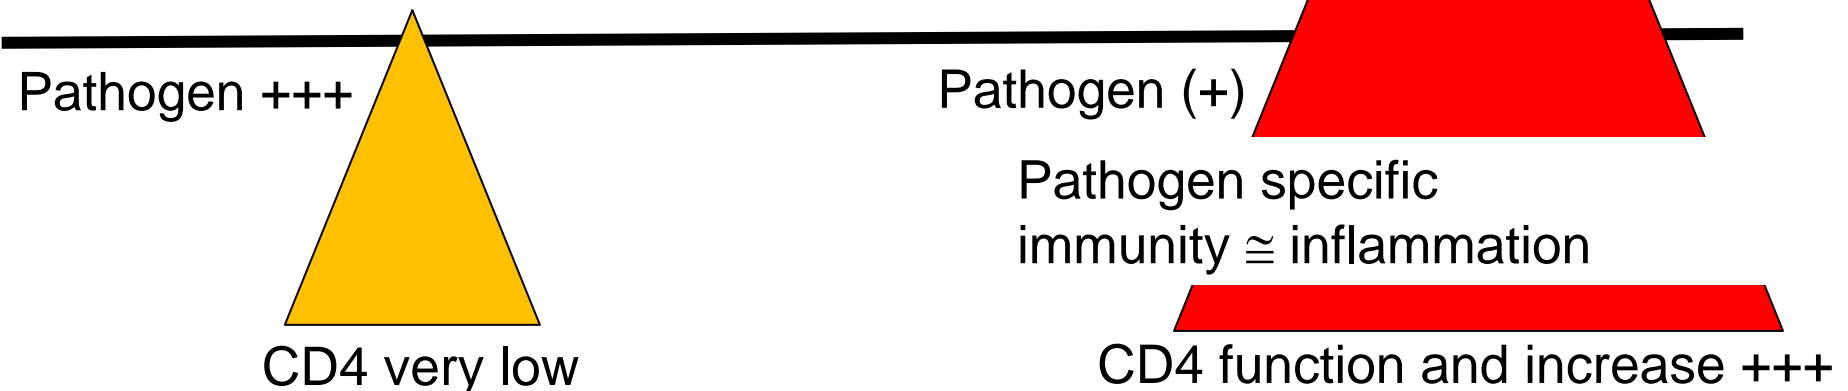 Pathogen +++
CD4 very low
Pathogen (+)
Pathogen specific
immunity ≅ inflammation
CD4 function and increase +++